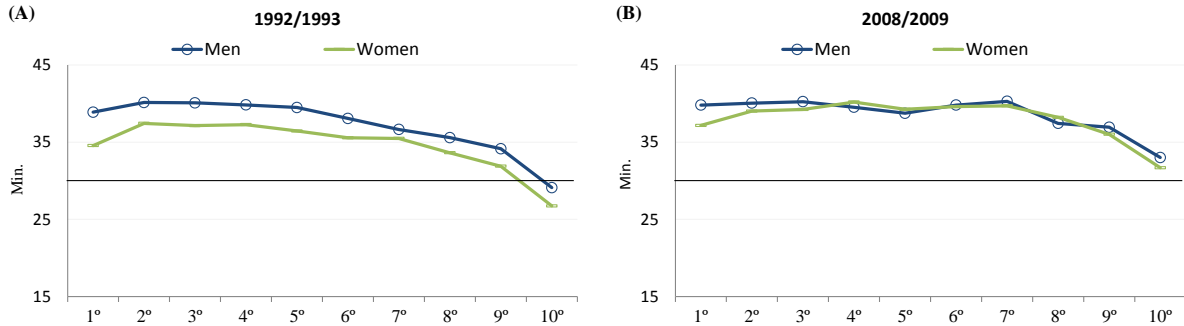 (A)
1992/1993
Men Women
45
35
25
15
Min.
1º 2º 3º 4º 5º 6º 7º 8º 9º 10º
(B)
2008/2009
Men Women
45
35
25
15
Min.
1º 2º 3º 4º 5º 6º 7º 8º 9º 10º